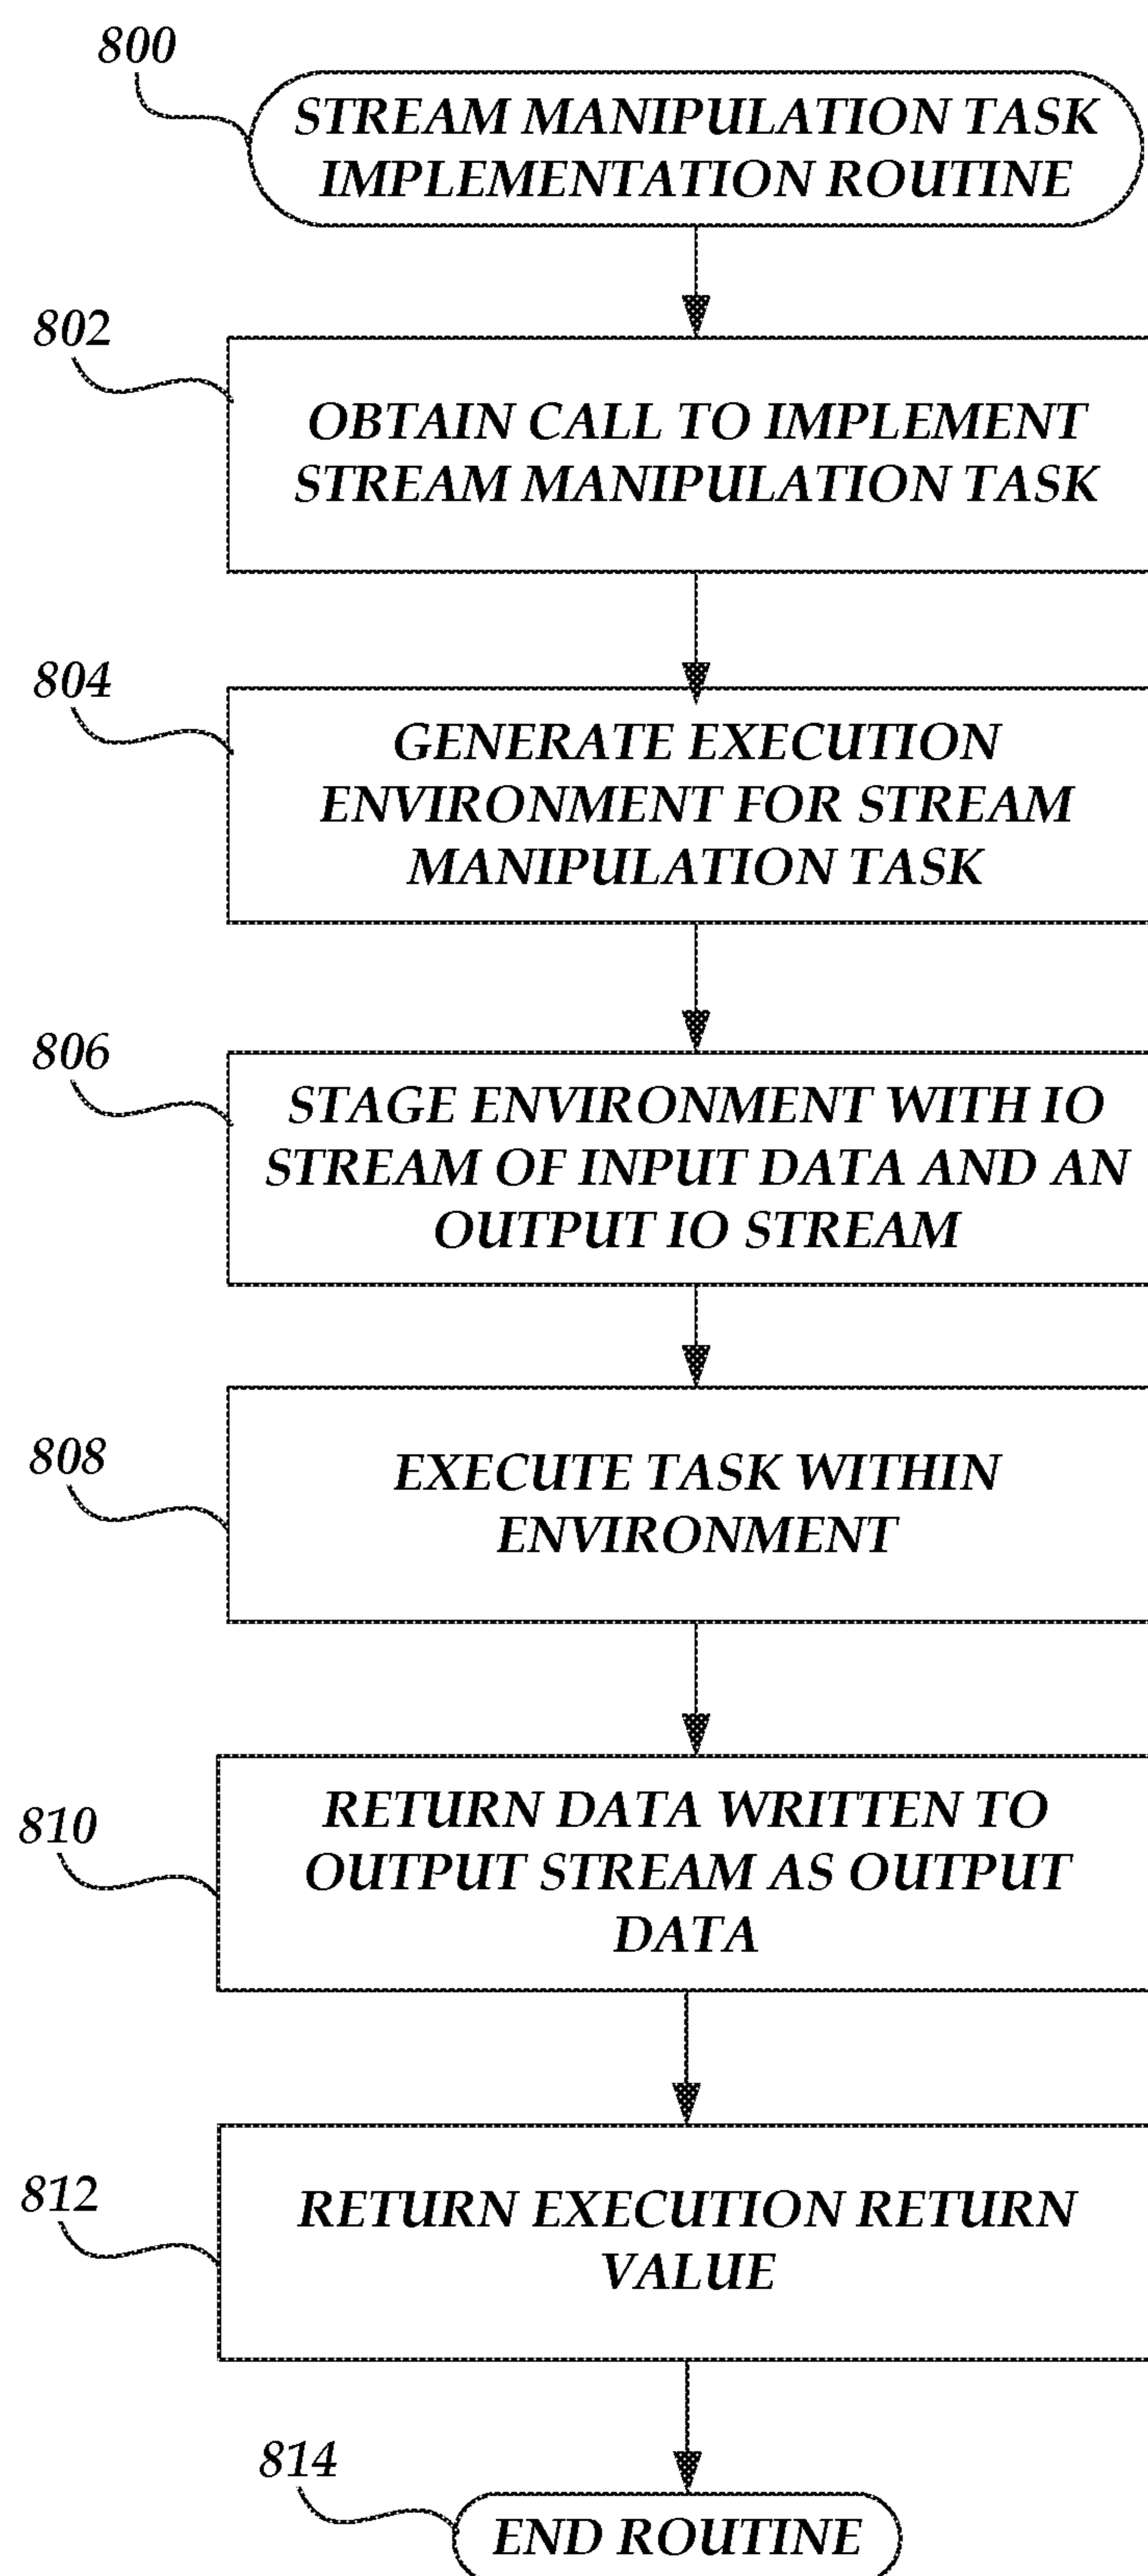 800
STREAM MANIPULATION TASK
IMPLEMENTATION ROUTINE
802
OBTAIN CALL TO IMPLEMENT
STREAM MANIPULATION TASK
804
GENERATE EXECUTION
ENVIRONMENT FOR STREAM
MANIPULATION TASK
806
STAGE ENVIRONMENT WITH IO
STREAM OF INPUT DATA AND AN
OUTPUT IO STREAM
808
EXECUTE TASK WITHIN
ENVIRONMENT
810
RETURN DATA WRITTEN TO
OUTPUT STREAM AS OUTPUT
DATA
812
RETURN EXECUTION RETURN
VALUE
814
END ROUTINE